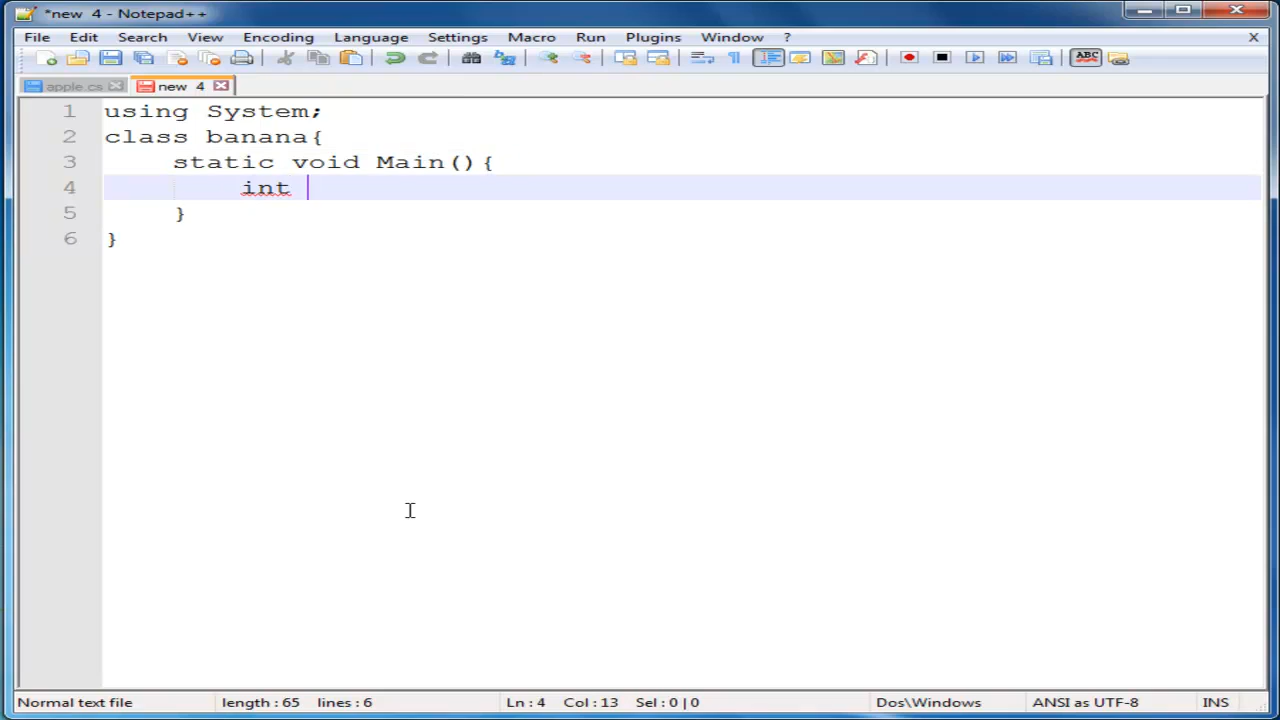 *new 4 - Notepad++
File Edit Search View Encoding Language Settings Macro Run Plugins Window ? X
ABC
apple.cs new 4
1 using System;
2 class banana{
3 static void Main(){
4 int
5 }
6 }
Normal text file length : 65 lines : 6 Ln : 4 Col : 13 Sel : 0 | 0 Dos\Windows ANSI as UTF-8 INS